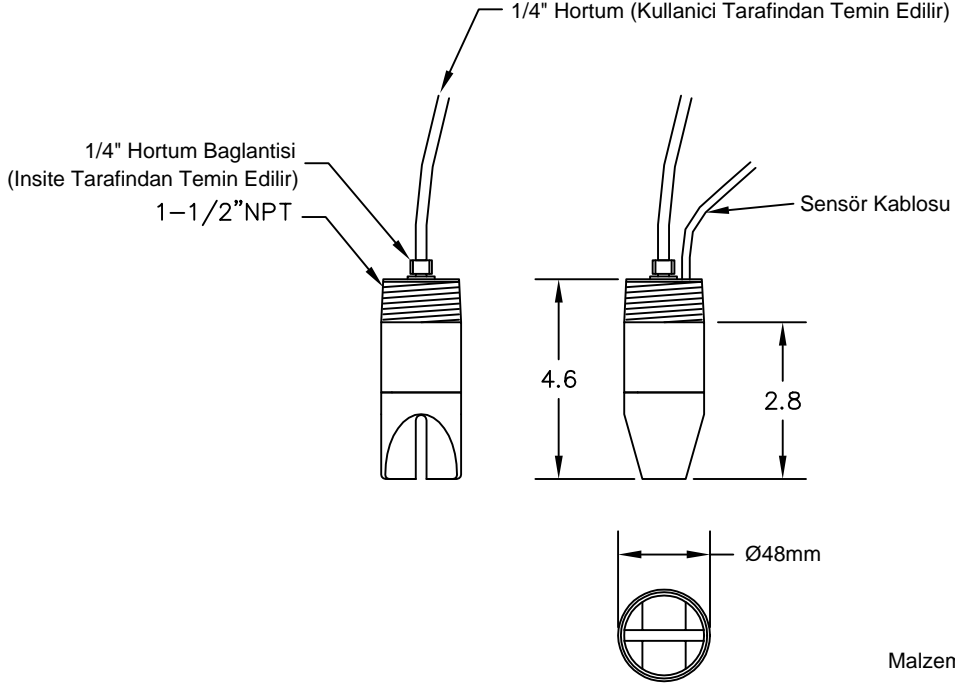 1/4" Hortum (Kullanici Tarafindan Temin Edilir)
1/4" Hortum Baglantisi
(Insite Tarafindan Temin Edilir)
1-1/2"NPT
Sensör Kablosu
4.6
2.8
Ø48mm
Malzem